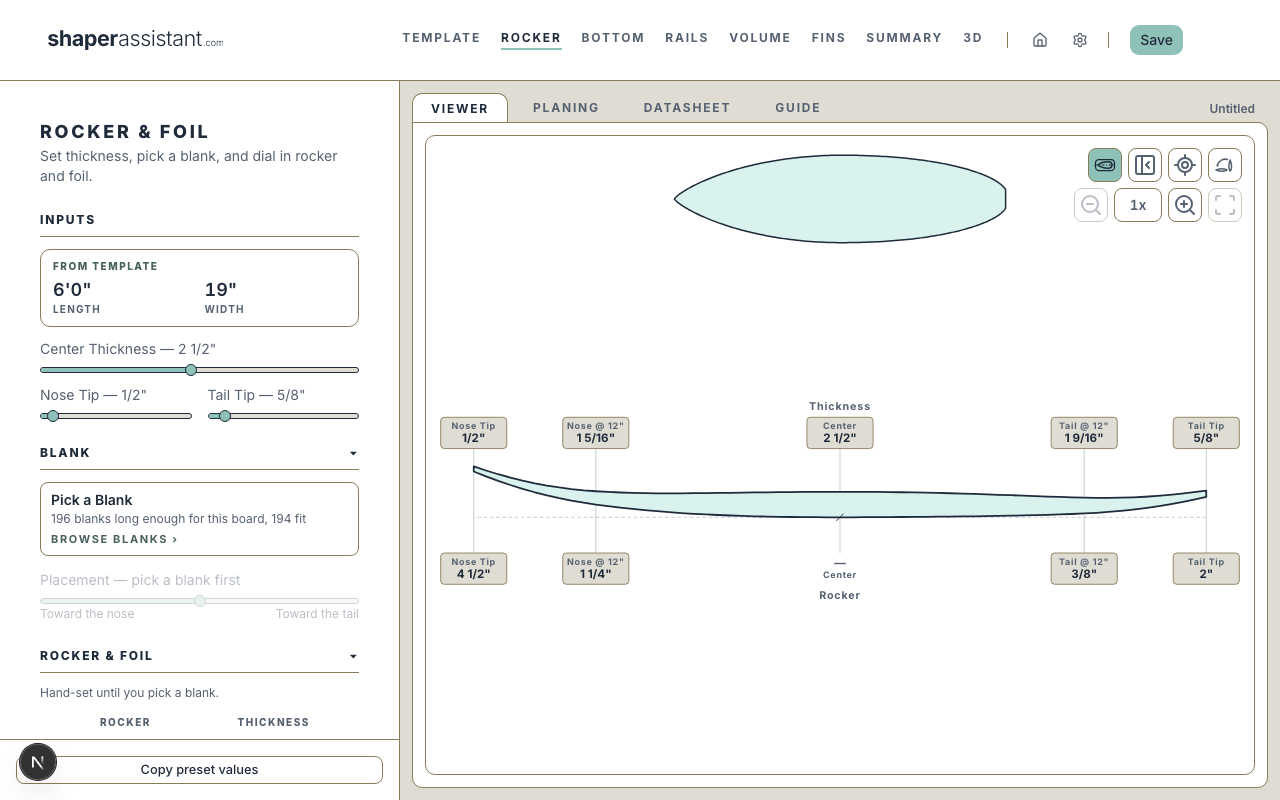 shaperassistant.com
TEMPLATE ROCKER BOTTOM RAILS VOLUME FINS SUMMARY 3D Save
VIEWER PLANING DATASHEET GUIDE Untitled
ROCKER & FOIL
Set thickness, pick a blank, and dial in rocker
and foil.
INPUTS
FROM TEMPLATE
6'0" 19"
LENGTH WIDTH
Center Thickness — 2 1/2"
Nose Tip — 1/2" Tail Tip — 5/8"
BLANK
Pick a Blank
196 blanks long enough for this board, 194 fit
BROWSE BLANKS ›
Placement — pick a blank first
Toward the nose Toward the tail
ROCKER & FOIL
Hand-set until you pick a blank.
ROCKER THICKNESS
N
Copy preset values
1x
Thickness
Nose Tip Nose @ 12" Center Tail @ 12" Tail Tip
1/2" 1 5/16" 2 1/2" 1 9/16" 5/8"
Nose Tip Nose @ 12" — Tail @ 12" Tail Tip
4 1/2" 1 1/4" Center 3/8" 2"
Rocker